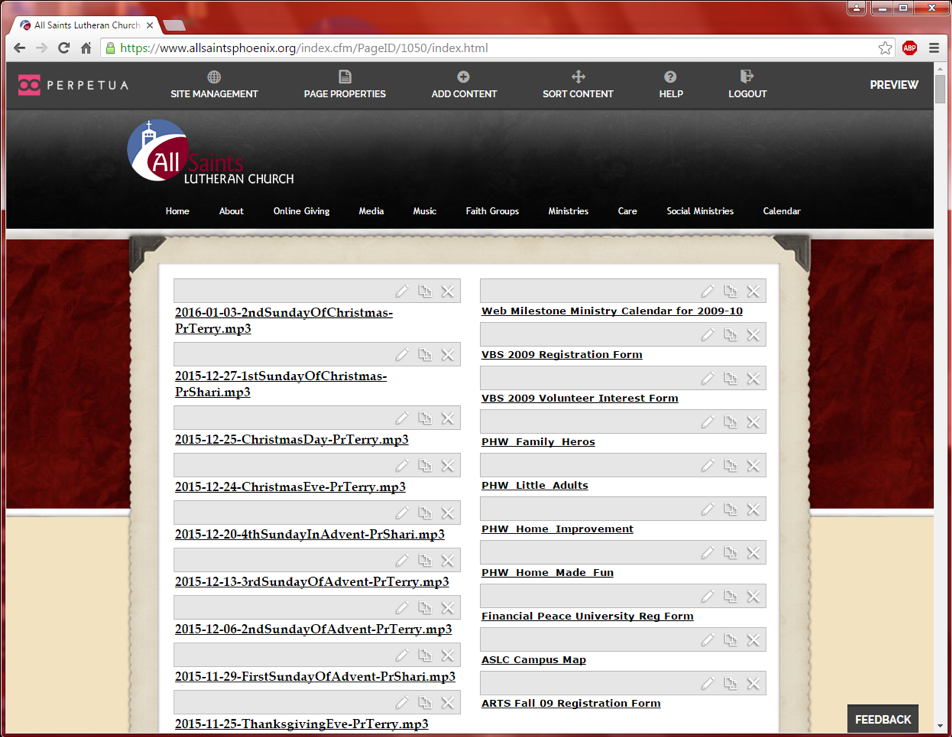 All Saints Lutheran Church
https://www.allsaintsphoenix.org/index.cfm/PageID/1050/index.html
ABP
PERPETUA
SITE MANAGEMENT
PAGE PROPERTIES
ADD CONTENT
SORT CONTENT
HELP
LOGOUT
PREVIEW
All Saints
LUTHERAN CHURCH
Home
About
Online Giving
Media
Music
Faith Groups
Ministries
Care
Social Ministries
Calendar
2016-01-03-2ndSundayOfChristmas-
PrTerry.mp3
2015-12-27-1stSundayOfChristmas-
PrShari.mp3
2015-12-25-ChristmasDay-PrTerry.mp3
2015-12-24-ChristmasEve-PrTerry.mp3
2015-12-20-4thSundayInAdvent-PrShari.mp3
2015-12-13-3rdSundayOfAdvent-PrTerry.mp3
2015-12-06-2ndSundayOfAdvent-PrTerry.mp3
2015-11-29-FirstSundayOfAdvent-PrShari.mp3
2015-11-25-ThanksgivingEve-PrTerry.mp3
Web Milestone Ministry Calendar for 2009-10
VBS 2009 Registration Form
VBS 2009 Volunteer Interest Form
PHW_Family_Heros
PHW_Little_Adults
PHW_Home_Improvement
PHW_Home_Made_Fun
Financial Peace University Reg Form
ASLC Campus Map
ARTS Fall 09 Registration Form
FEEDBACK